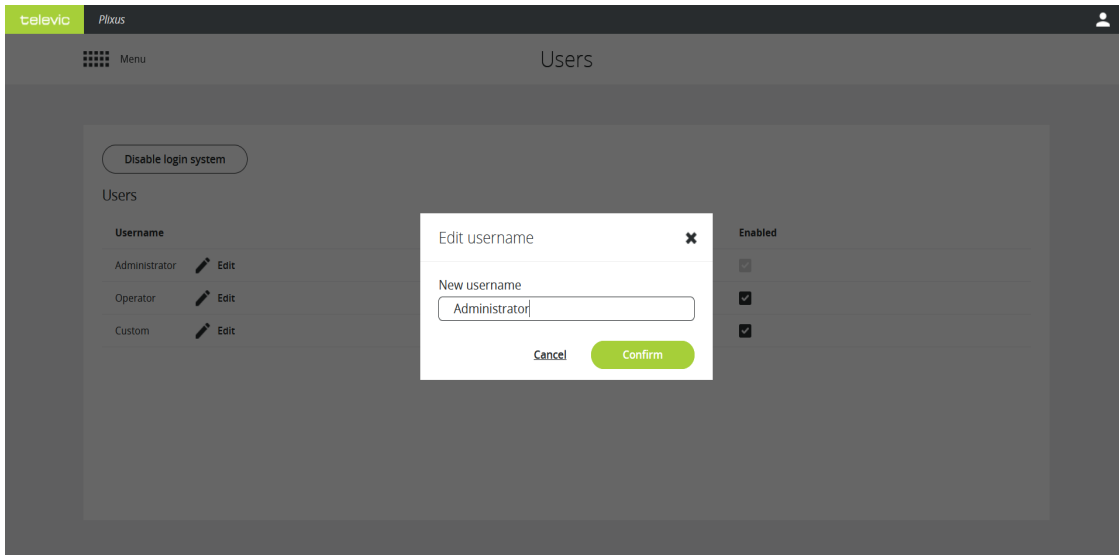 televic Plixus
Menu Users
Disable login system
Users
Username Enabled
Administrator Edit
Operator Edit
Custom Edit
Edit username
New username
Administrator
Cancel Confirm